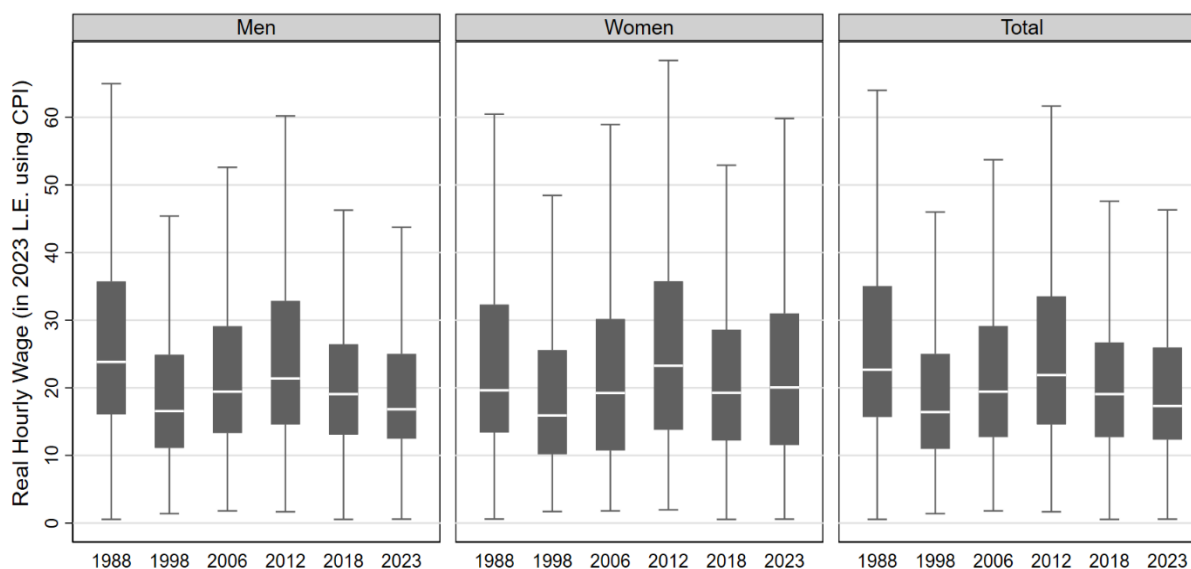 Men Women Total
Real Hourly Wage (in 2023 L.E. using CPI)
60
50
40
30
20
10
0
1988 1998 2006 2012 2018 2023 1988 1998 2006 2012 2018 2023 1988 1998 2006 2012 2018 2023